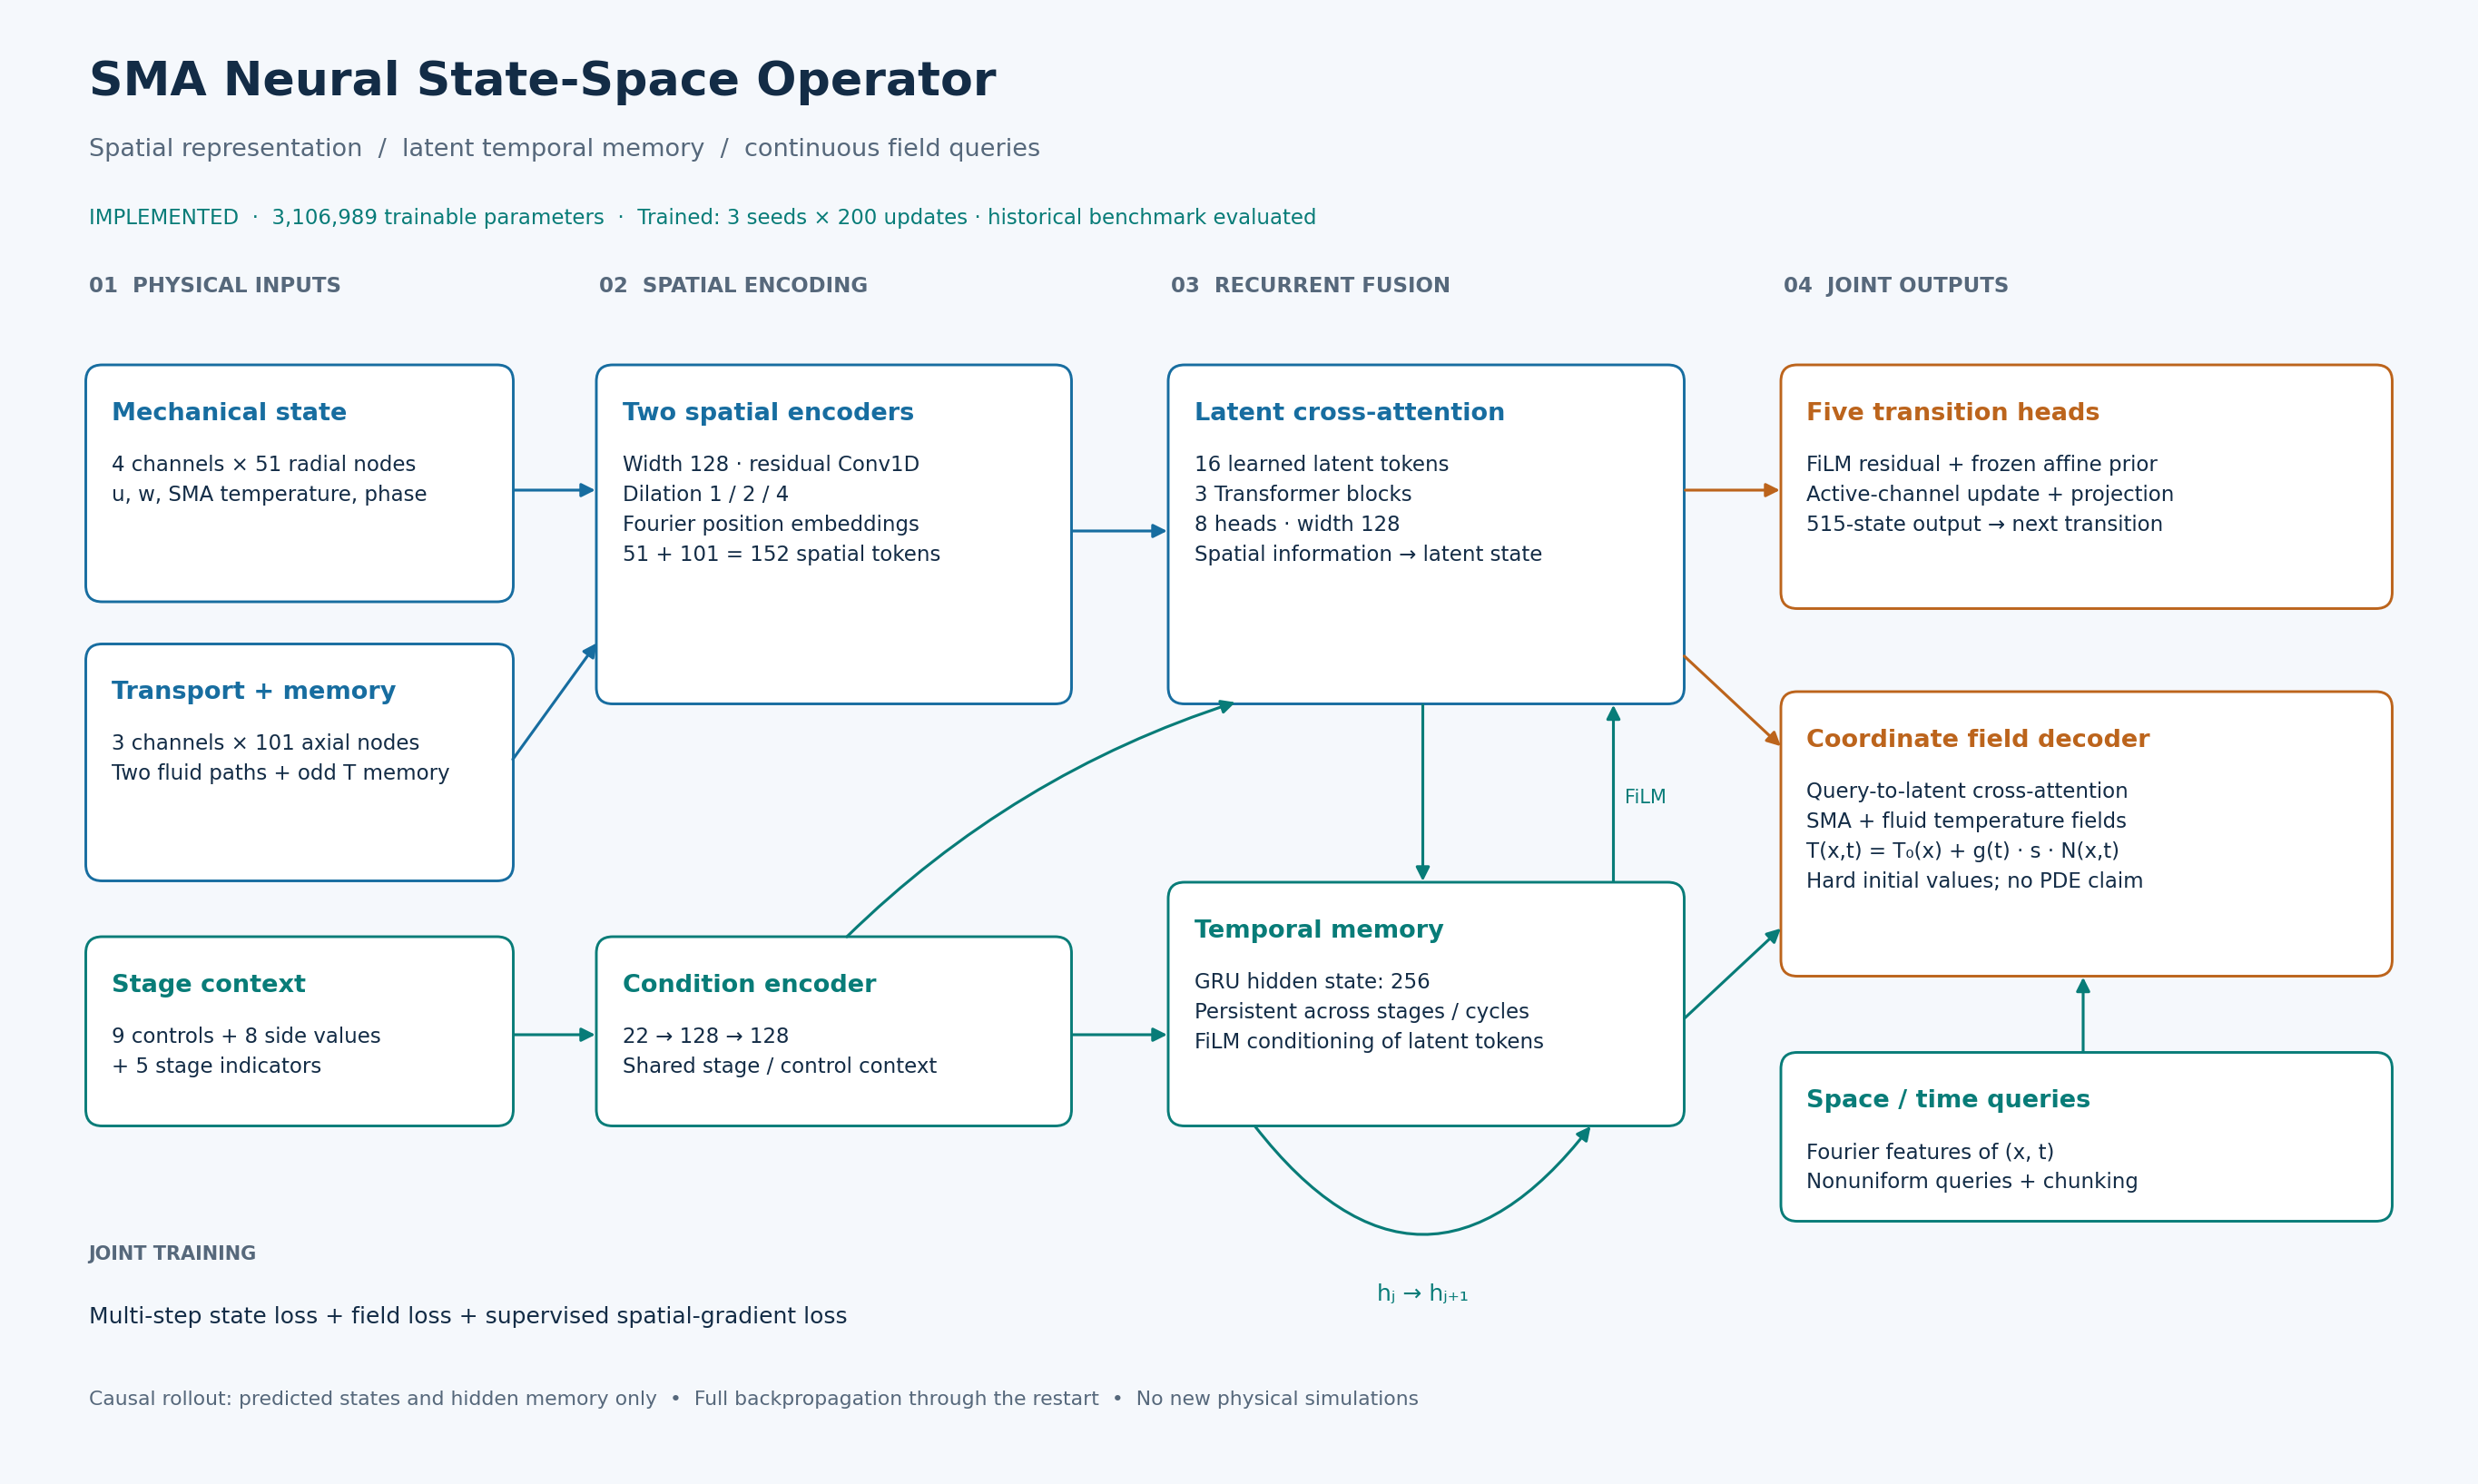 SMA Neural State-Space Operator
Spatial representation / latent temporal memory / continuous field queries
IMPLEMENTED · 3,106,989 trainable parameters · Trained: 3 seeds × 200 updates · historical benchmark evaluated
01 PHYSICAL INPUTS
Mechanical state
4 channels × 51 radial nodes
u, w, SMA temperature, phase
Transport + memory
3 channels × 101 axial nodes
Two fluid paths + odd T memory
Stage context
9 controls + 8 side values
+ 5 stage indicators
02 SPATIAL ENCODING
Two spatial encoders
Width 128 · residual Conv1D
Dilation 1 / 2 / 4
Fourier position embeddings
51 + 101 = 152 spatial tokens
Condition encoder
22 → 128 → 128
Shared stage / control context
03 RECURRENT FUSION
Latent cross-attention
16 learned latent tokens
3 Transformer blocks
8 heads · width 128
Spatial information → latent state
FiLM
Temporal memory
GRU hidden state: 256
Persistent across stages / cycles
FiLM conditioning of latent tokens
hⱼ → hⱼ₊₁
04 JOINT OUTPUTS
Five transition heads
FiLM residual + frozen affine prior
Active-channel update + projection
515-state output → next transition
Coordinate field decoder
Query-to-latent cross-attention
SMA + fluid temperature fields
T(x,t) = T₀(x) + g(t) · s · N(x,t)
Hard initial values; no PDE claim
Space / time queries
Fourier features of (x, t)
Nonuniform queries + chunking
JOINT TRAINING
Multi-step state loss + field loss + supervised spatial-gradient loss
Causal rollout: predicted states and hidden memory only • Full backpropagation through the restart • No new physical simulations